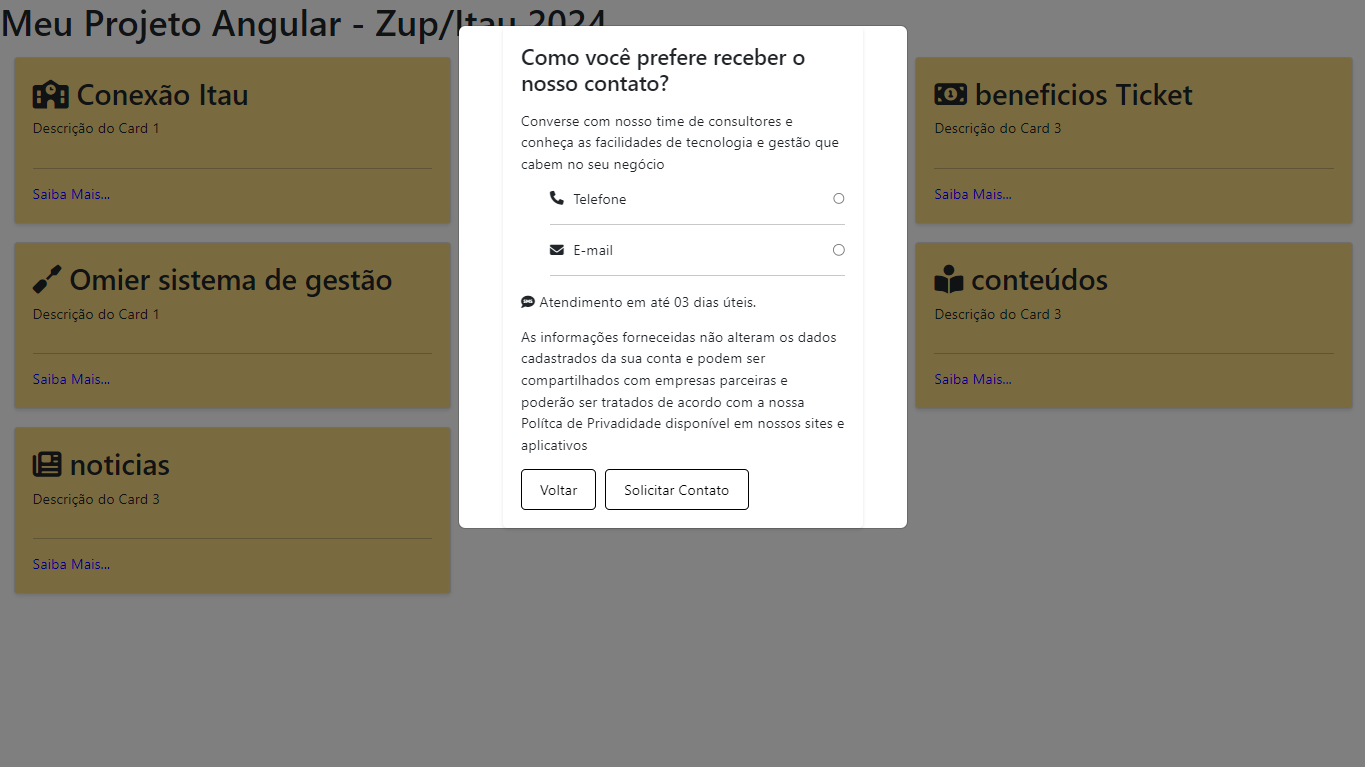 Meu Projeto Angular - Zup/Itau 2024
Conexão Itau
Descrição do Card 1
Saiba Mais...
Omier sistema de gestão
Descrição do Card 1
Saiba Mais...
noticias
Descrição do Card 3
Saiba Mais...
Como você prefere receber o
nosso contato?
Converse com nosso time de consultores e
conheça as facilidades de tecnologia e gestão que
cabem no seu negócio
Telefone
E-mail
Atendimento em até 03 dias úteis.
As informações forneceidas não alteram os dados
cadastrados da sua conta e podem ser
compartilhados com empresas parceiras e
poderão ser tratados de acordo com a nossa
Polítca de Privadidade disponível em nossos sites e
aplicativos
Voltar
Solicitar Contato
beneficios Ticket
Descrição do Card 3
Saiba Mais...
conteúdos
Descrição do Card 3
Saiba Mais...